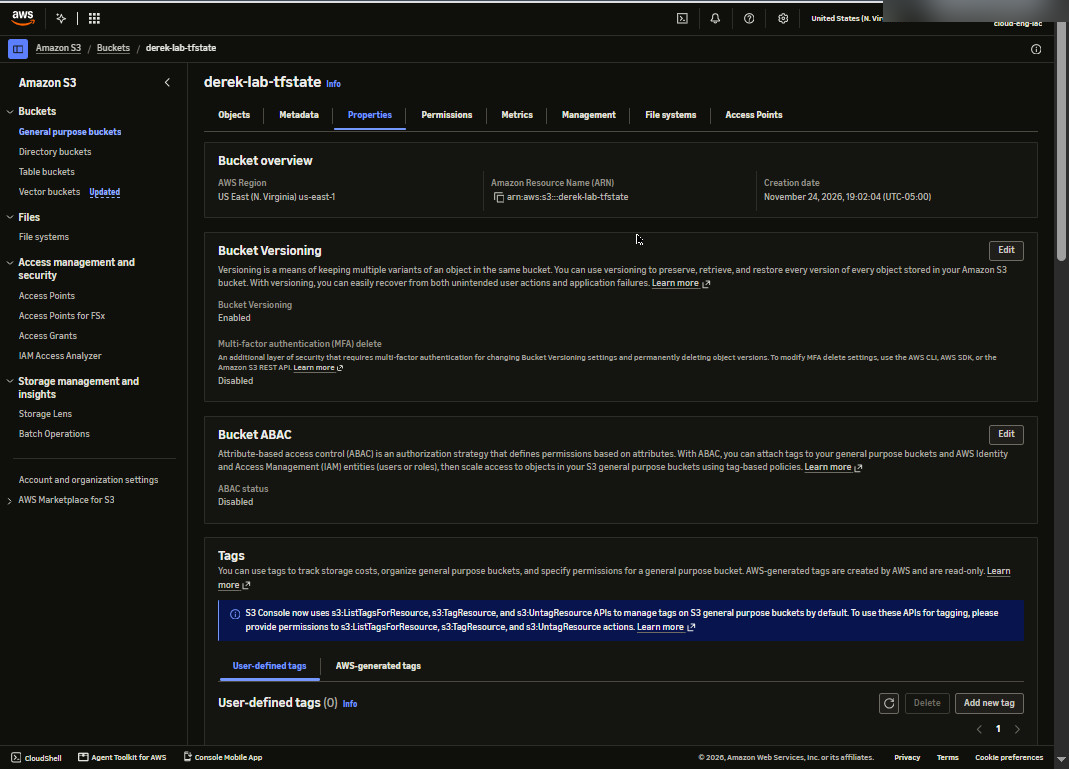 aws
United States (N. Vir
cloud-eng-lac
Amazon S3 / Buckets / derek-lab-tfstate
Amazon S3
Buckets
General purpose buckets
Directory buckets
Table buckets
Vector buckets Updated
Files
File systems
Access management and
security
Access Points
Access Points for FSx
Access Grants
IAM Access Analyzer
Storage management and
insights
Storage Lens
Batch Operations
Account and organization settings
AWS Marketplace for S3
derek-lab-tfstate Info
Objects Metadata Properties Permissions Metrics Management File systems Access Points
Bucket overview
AWS Region
US East (N. Virginia) us-east-1
Amazon Resource Name (ARN)
arn:aws:s3:::derek-lab-tfstate
Creation date
November 24, 2026, 19:02:04 (UTC-05:00)
Bucket Versioning
Edit
Versioning is a means of keeping multiple variants of an object in the same bucket. You can use versioning to preserve, retrieve, and restore every version of every object stored in your Amazon S3
bucket. With versioning, you can easily recover from both unintended user actions and application failures. Learn more
Bucket Versioning
Enabled
Multi-factor authentication (MFA) delete
An additional layer of security that requires multi-factor authentication for changing Bucket Versioning settings and permanently deleting object versions. To modify MFA delete settings, use the AWS CLI, AWS SDK, or the
Amazon S3 REST API. Learn more
Disabled
Bucket ABAC
Edit
Attribute-based access control (ABAC) is an authorization strategy that defines permissions based on attributes. With ABAC, you can attach tags to your general purpose buckets and AWS Identity
and Access Management (IAM) entities (users or roles), then scale access to objects in your S3 general purpose buckets using tag-based policies. Learn more
ABAC status
Disabled
Tags
You can use tags to track storage costs, organize general purpose buckets, and specify permissions for a general purpose bucket. AWS-generated tags are created by AWS and are read-only. Learn
more
S3 Console now uses s3:ListTagsForResource, s3:TagResource, and s3:UntagResource APIs to manage tags on S3 general purpose buckets by default. To use these APIs for tagging, please
provide permissions to s3:ListTagsForResource, s3:TagResource, and s3:UntagResource actions. Learn more
User-defined tags AWS-generated tags
User-defined tags (0) Info
Delete
Add new tag
1
CloudShell Agent Toolkit for AWS Console Mobile App
© 2026, Amazon Web Services, Inc. or its affiliates. Privacy Terms Cookie preferences